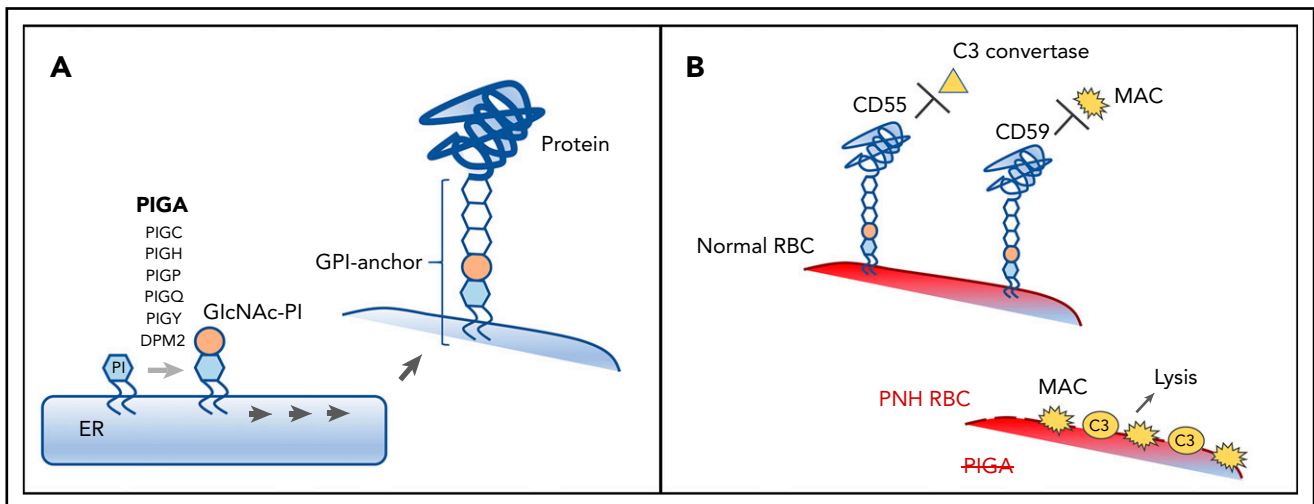 A
Protein
PIGA
PIGC
PIGH
PIGP
PIGQ
PIGY
DPM2
GPI-anchor
GlcNAc-PI
PI
ER
B
C3 convertase
CD55
MAC
CD59
Normal RBC
PNH RBC
MAC
Lysis
C3
C3
PIGA